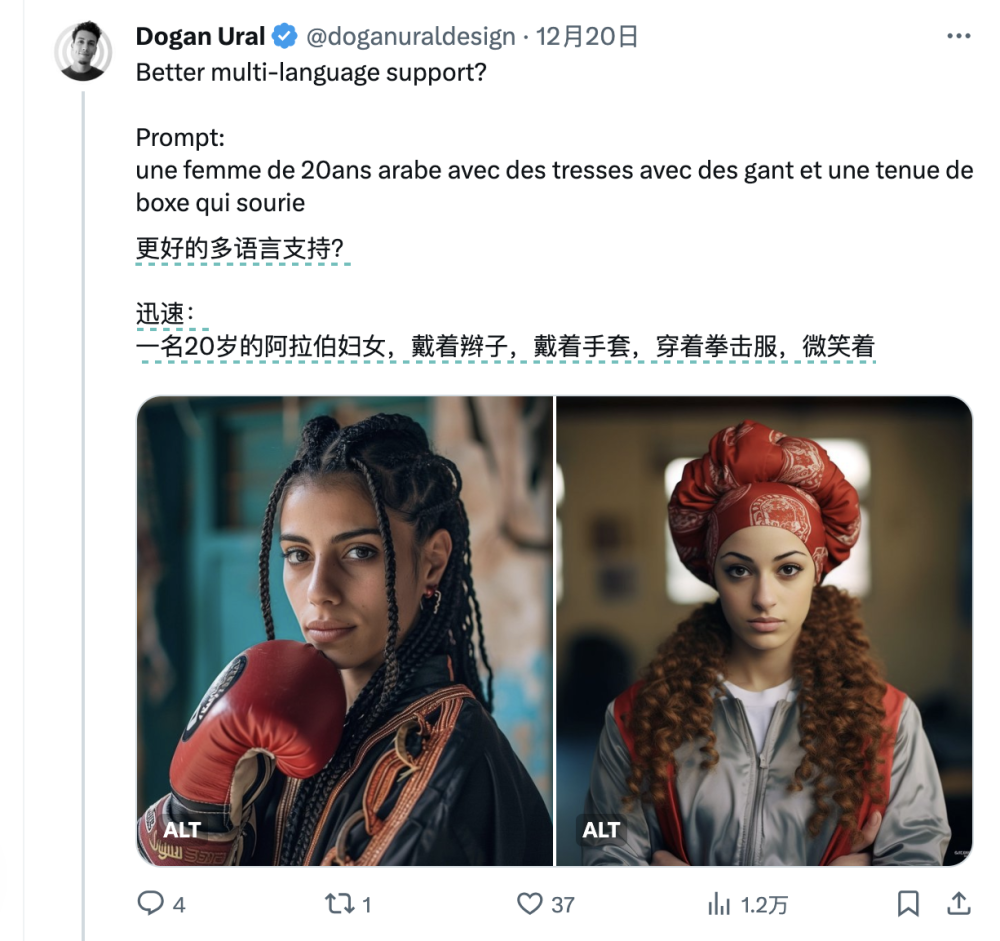 Dogan Ural @doganuraldesign · 12月20日
Better multi-language support?
Prompt:
une femme de 20ans arabe avec des tresses avec des gant et une tenue de
boxe qui sourie
更好的多语言支持?
迅速：
一名20岁的阿拉伯妇女，戴着辫子，戴着手套，穿着拳击服，微笑着
ALT
ALT
4
1
37
1.2万